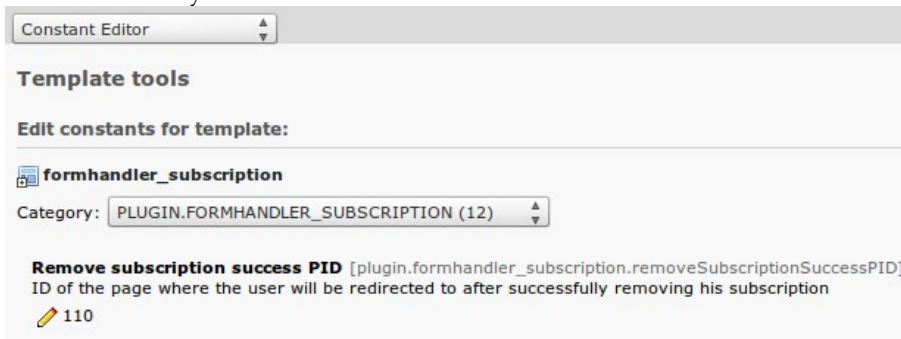 Constant Editor
Template tools
Edit constants for template:
formhandler_subscription
Category: PLUGIN.FORMHANDLER_SUBSCRIPTION (12)
Remove subscription success PID [plugin.formhandler_subscription.removeSubscriptionSuccessPID]
ID of the page where the user will be redirected to after successfully removing his subscription
110